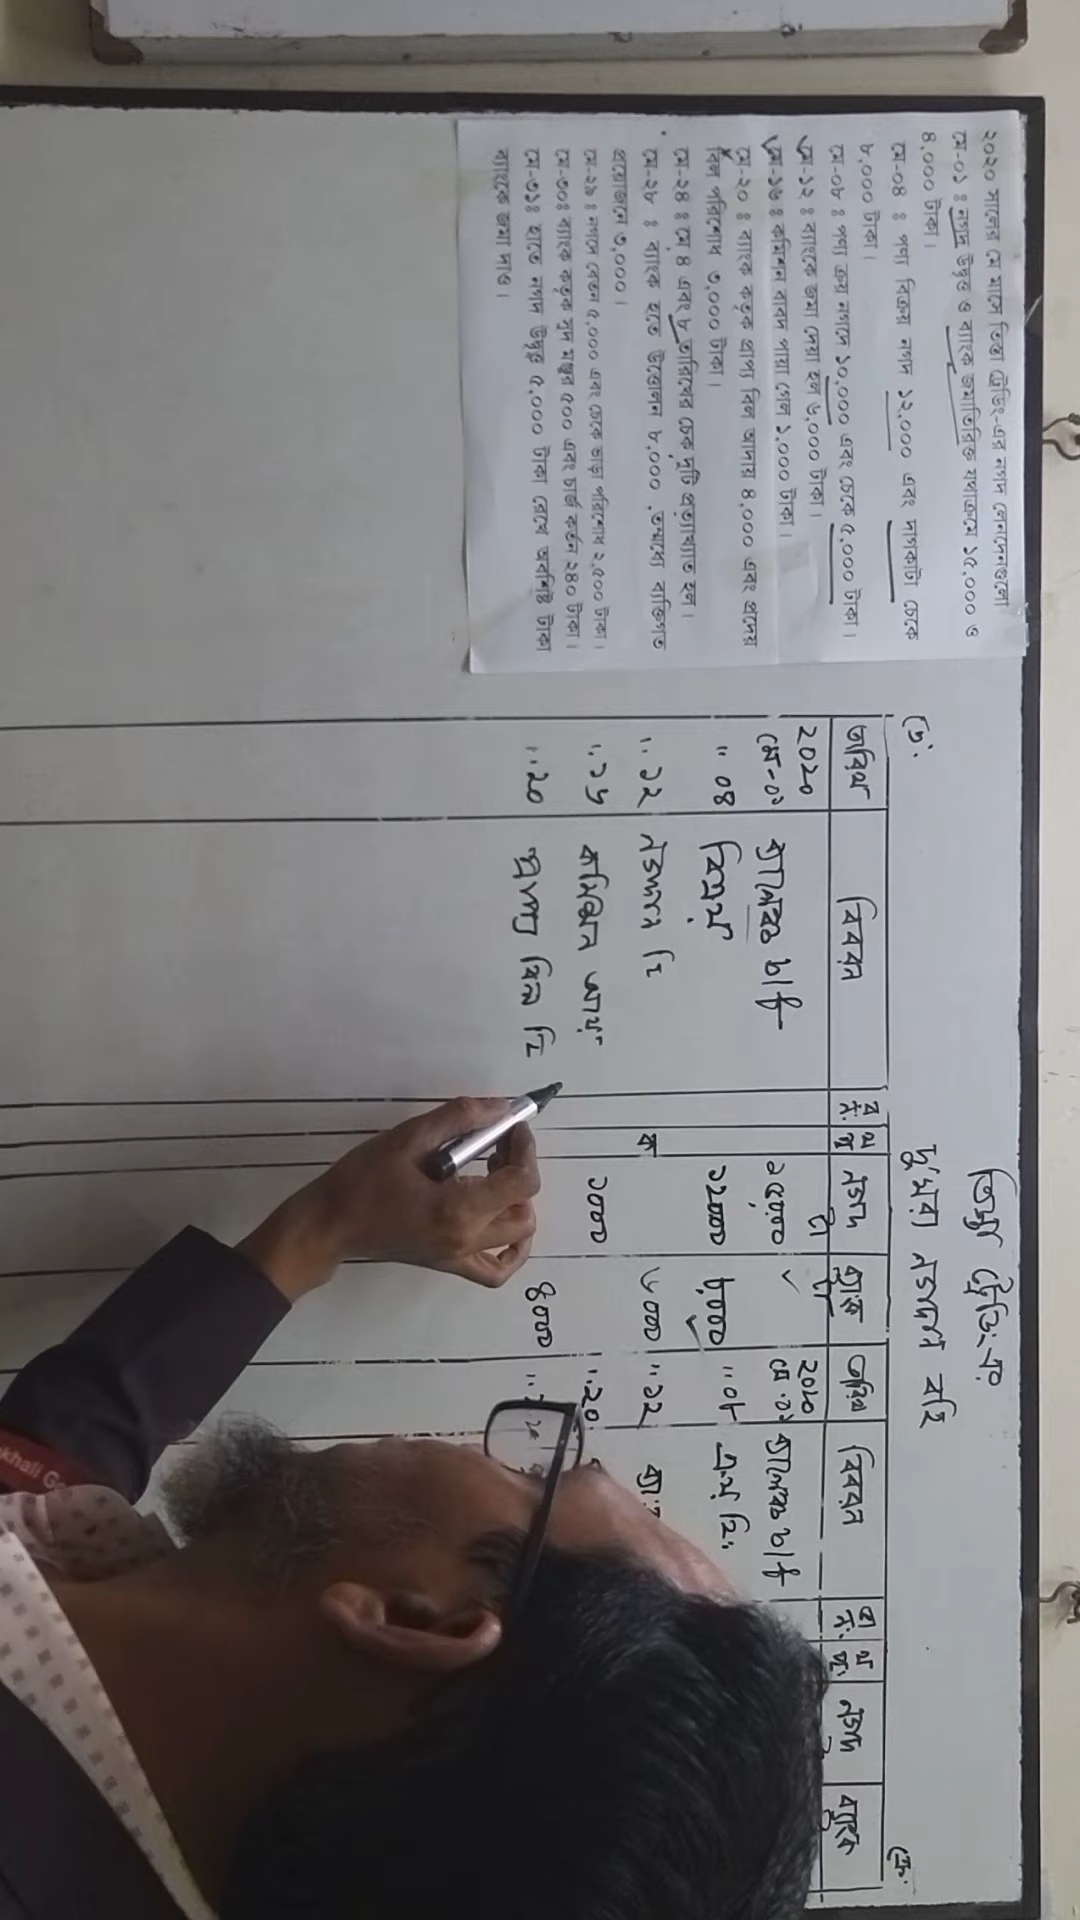 ২০২০ সালের মে মাসে তিস্তা ট্রেডিং-এর নগদ লেনদেনগুলো
মে-০১ : নগদ উদ্বৃত্ত ও ব্যাংক জমাতিরিক্ত যথাক্রমে ১৫,০০০ ও
৪,০০০ টাকা।
মে-০৪ : পণ্য বিক্রয় নগদ ১২,০০০ এবং দাগকাটা চেকে
৮,০০০ টাকা।
মে-০৮ : পণ্য ক্রয় নগদে ১০,০০০ এবং চেকে ৫,০০০ টাকা।
মে-১২ : ব্যাংকে জমা দেয়া হল ৬,০০০ টাকা।
মে-১৬ : কমিশন বাবদ পাওয়া গেল ১,০০০ টাকা।
মে-২০ : ব্যাংক কর্তৃক প্রাপ্য বিল আদায় ৪,০০০ এবং প্রদেয়
বিল পরিশোধ ৩,০০০ টাকা।
মে-২৪ : মে ৪ এবং ৮ তারিখের চেক দুটি প্রত্যাখ্যাত হল।
মে-২৮ : ব্যাংক হতে উত্তোলন ৮,০০০ ,তন্মধ্যে ব্যক্তিগত
প্রয়োজনে ৩,০০০।
মে-২৯ : নগদে বেতন ৫,০০০ এবং চেকে ভাড়া পরিশোধ ২,৫০০ টাকা।
মে-৩০ : ব্যাংক কর্তৃক সুদ মঞ্জুর ৫০০ এবং চার্জ কর্তন ২৪০ টাকা।
মে-৩১ : হাতে নগদ উদ্বৃত্ত ৫,০০০ টাকা রেখে অবশিষ্ট টাকা
ব্যাংকে জমা দাও।
তিস্তা ট্রেডিং-এর
দু'ঘরা নগদান বহি
ডে: ক্রে:
তারিখ বিবরন র নং খ পৃ নগদ টা ব্যাংক টা তারিখ বিবরন ভা নং খ পৃ: নগদ ব্যাংক
২০২০ ২০২০
মে-০১ ব্যালেন্স b/f ১৫০০০ মে-০১ ব্যালেন্স b/f
" ০৪ বিক্রয় ১২০০০ ৮০০০ " ০৮ ক্রয় হি:
" ১২ নগদান হি ক ৬০০০ " ১২
" ১৬ কমিশন আয় ১০০০ " ২০
" ২০ প্রাপ্য বিল হি ৪০০০